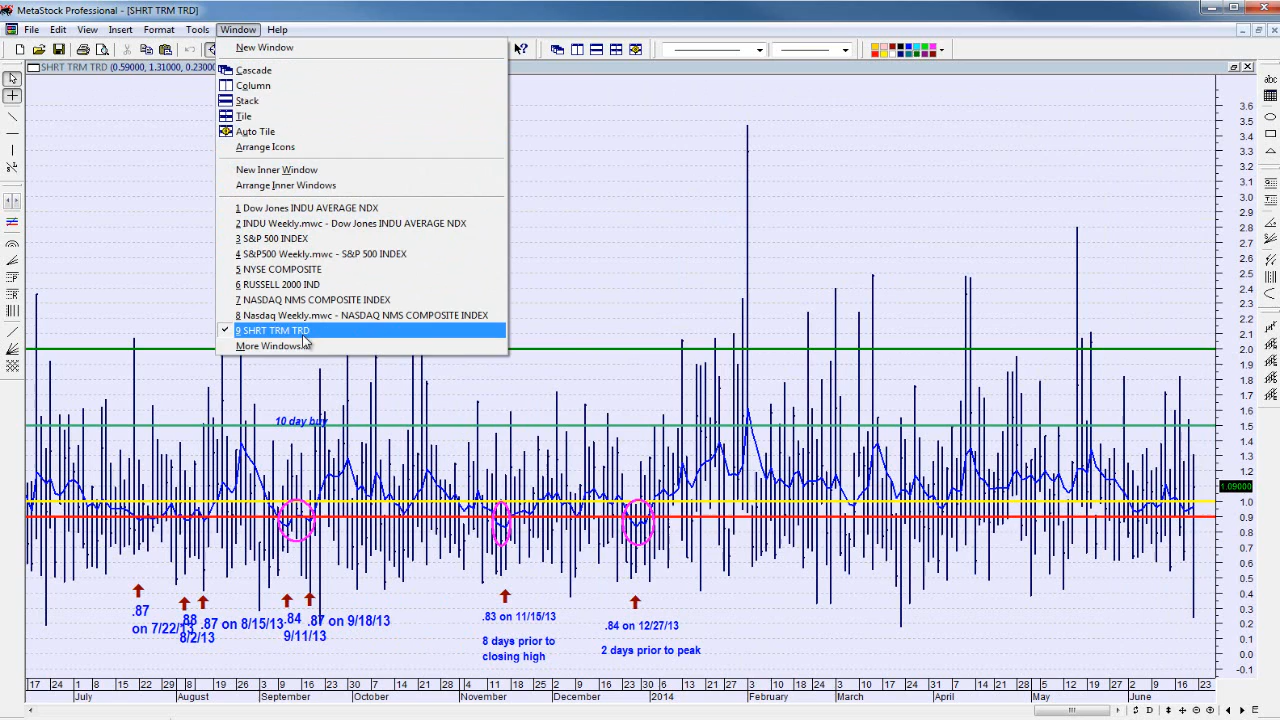 MetaStock Professional - [SHRT TRM TRD]
File Edit View Insert Format Tools Window Help
SHRT TRM TRD (0.59000, 1.31000, 0.23000
New Window
Cascade
Column
Stack
Tile
Auto Tile
Arrange Icons
New Inner Window
Arrange Inner Windows
1 Dow Jones INDU AVERAGE NDX
2 INDU Weekly.mwc - Dow Jones INDU AVERAGE NDX
3 S&P 500 INDEX
4 S&P500 Weekly.mwc - S&P 500 INDEX
5 NYSE COMPOSITE
6 RUSSELL 2000 IND
7 NASDAQ NMS COMPOSITE INDEX
8 Nasdaq Weekly.mwc - NASDAQ NMS COMPOSITE INDEX
9 SHRT TRM TRD
More Windows
abc
3.6
3.5
3.4
3.3
3.2
3.1
3.0
2.9
2.8
2.7
2.6
2.5
2.4
2.3
2.2
2.1
2.0
1.9
1.8
1.7
1.6
1.5
1.4
1.3
1.2
1.1
1.09000
1.0
0.9
0.8
0.7
0.6
0.5
0.4
0.3
0.2
0.1
0.0
-0.1
10 day buy
.87
on 7/22/13
.88
8/2/13
.87 on 8/15/13
.84
9/11/13
.87 on 9/18/13
.83 on 11/15/13
8 days prior to
closing high
.84 on 12/27/13
2 days prior to peak
17 24 1 8 15 22 29 8 19 26 3 9 16 23 30 7 14 21 28 4 11 18 25 2 9 16 23 30 6 13 21 27 3 10 18 24 3 10 17 24 31 7 14 21 28 5 12 19 27 2 9 16 23
July August September October November December 2014 February March April May June
D E